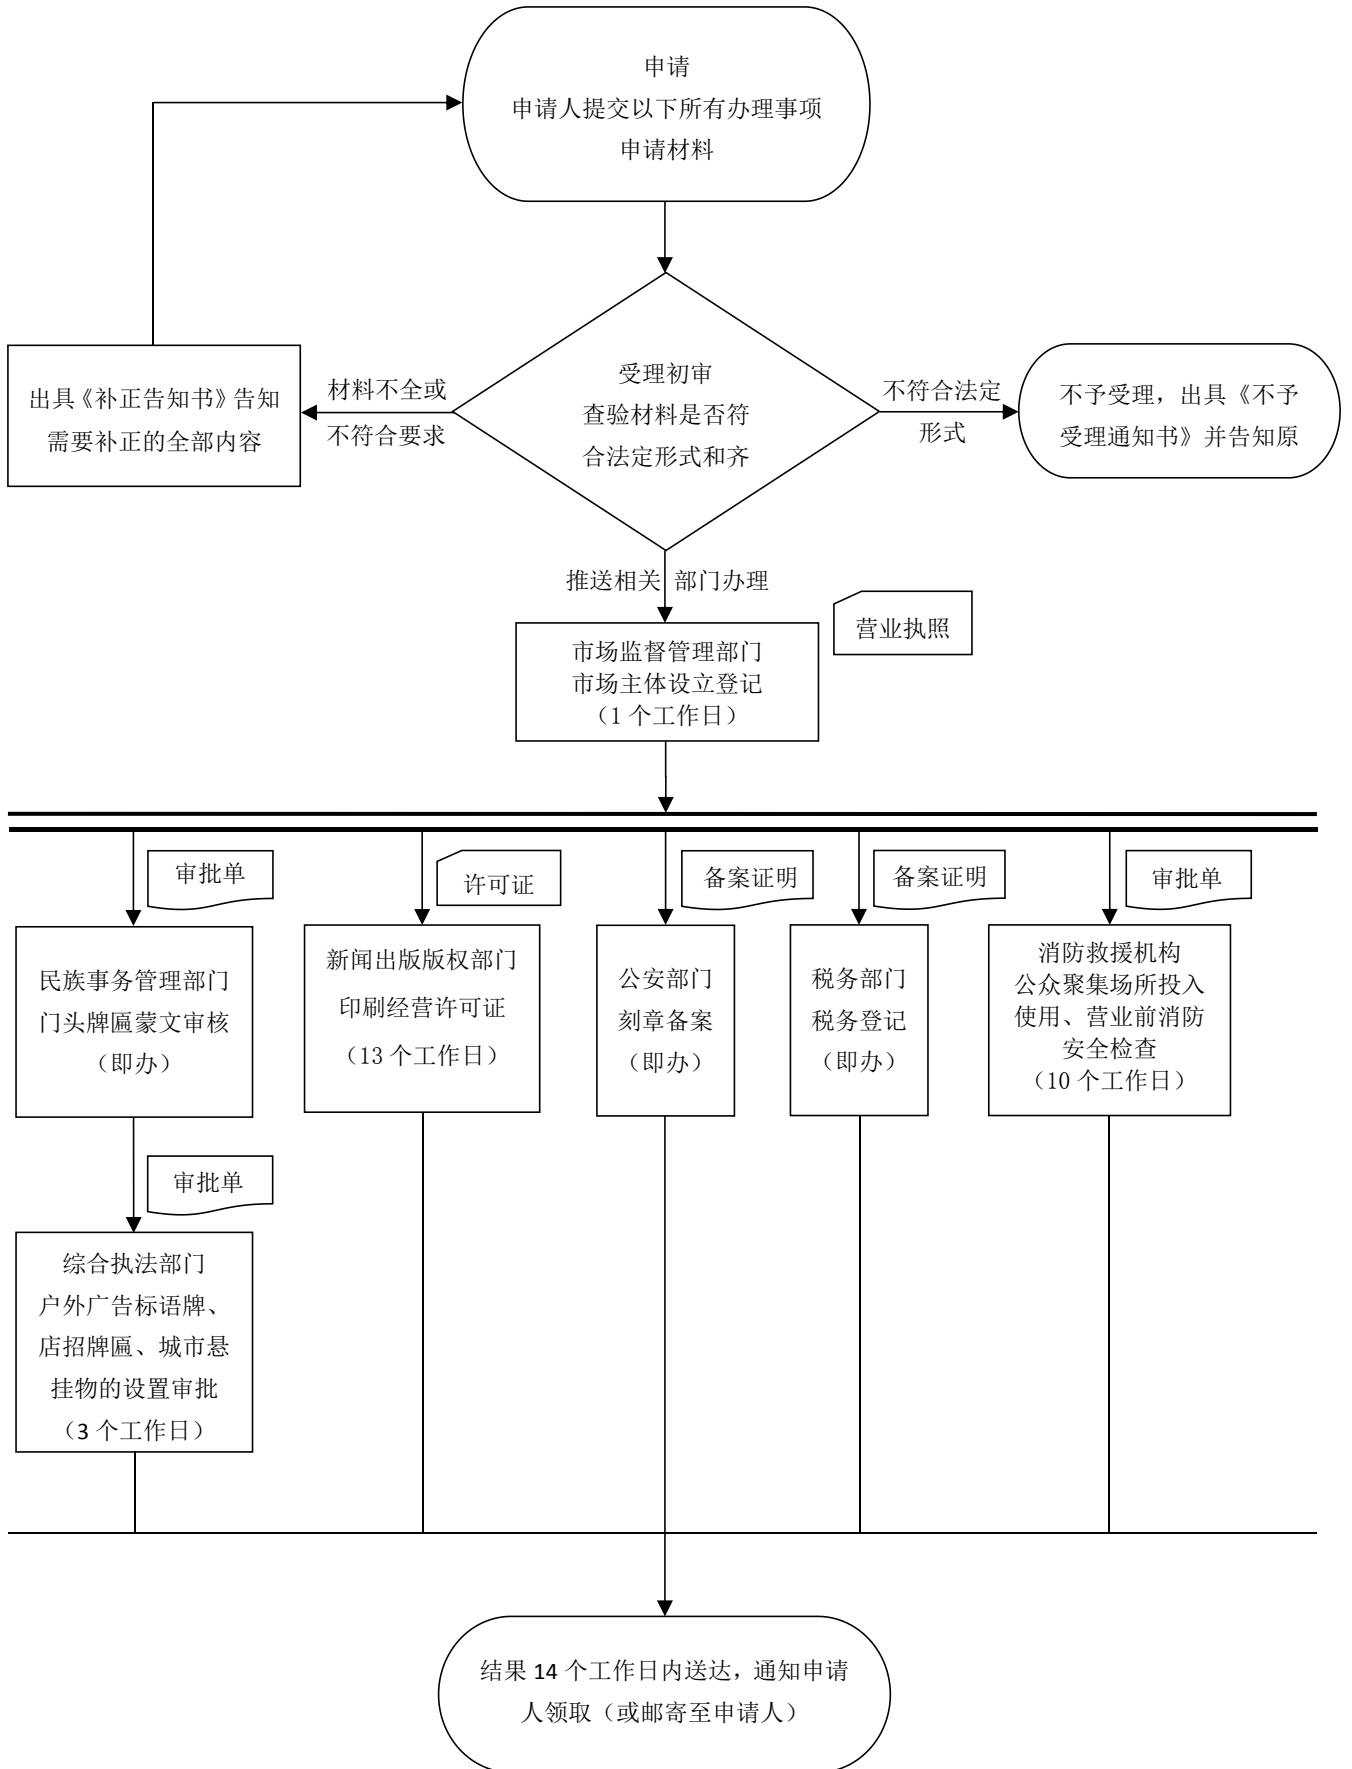 申请
申请人提交以下所有办理事项
申请材料
出具《补正告知书》告知
需要补正的全部内容
材料不全或
不符合要求
受理初审
查验材料是否符
合法定形式和齐
不符合法定
形式
不予受理，出具《不予
受理通知书》并告知原
推送相关 部门办理
营业执照
市场监督管理部门
市场主体设立登记
（1 个工作日）
审批单
许可证
备案证明
备案证明
审批单
民族事务管理部门
门头牌匾蒙文审核
（即办）
新闻出版版权部门
印刷经营许可证
（13 个工作日）
公安部门
刻章备案
（即办）
税务部门
税务登记
（即办）
消防救援机构
公众聚集场所投入
使用、营业前消防
安全检查
（10 个工作日）
审批单
综合执法部门
户外广告标语牌、
店招牌匾、城市悬
挂物的设置审批
（3 个工作日）
结果 14 个工作日内送达，通知申请
人领取（或邮寄至申请人）